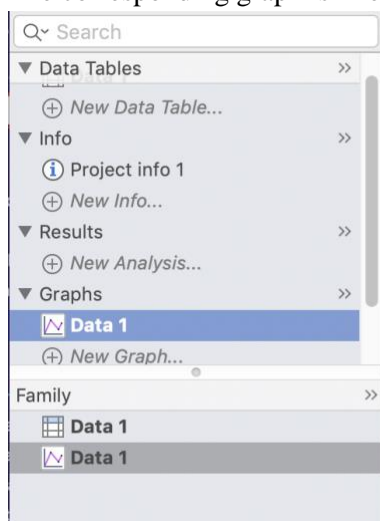 Search
Data Tables
New Data Table...
Info
Project info 1
New Info...
Results
New Analysis...
Graphs
Data 1
New Graph...
Family
Data 1
Data 1